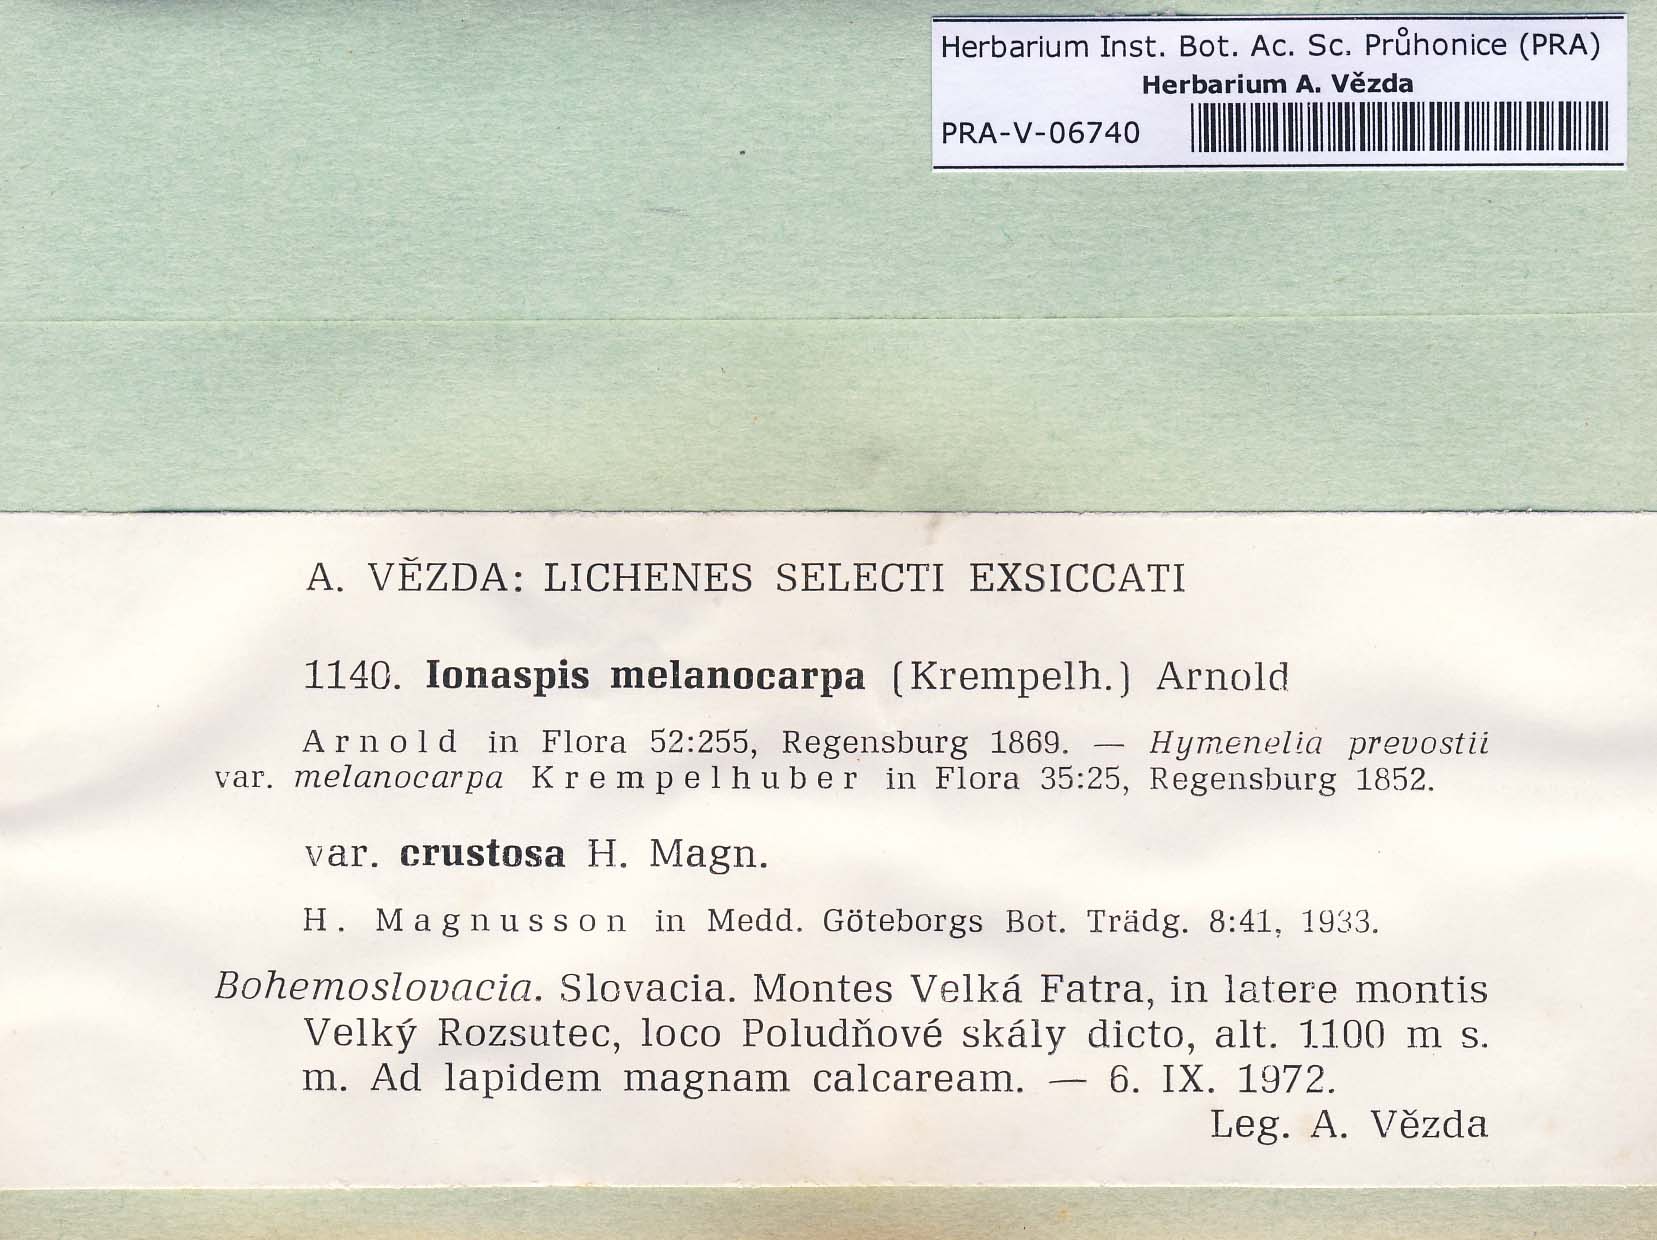 Herbarium Inst. Bot. Ac. Sc. Průhonice (PRA)
Herbarium A. Vězda
PRA-V-06740
A. VĚZDA: LICHENES SELECTI EXSICCATI
1140. Ionaspis melanocarpa (Krempelh.) Arnold
Arnold in Flora 52:255, Regensburg 1869. — Hymenelia prevostii
var. melanocarpa Krempelhuber in Flora 35:25, Regensburg 1852.
var. crustosa H. Magn.
H. Magnusson in Medd. Göteborgs Bot. Trädg. 8:41, 1933.
Bohemoslovacia. Slovacia. Montes Velká Fatra, in latere montis
Velký Rozsutec, loco Poludňové skály dicto, alt. 1100 m s.
m. Ad lapidem magnam calcaream. — 6. IX. 1972.
Leg. A. Vězda